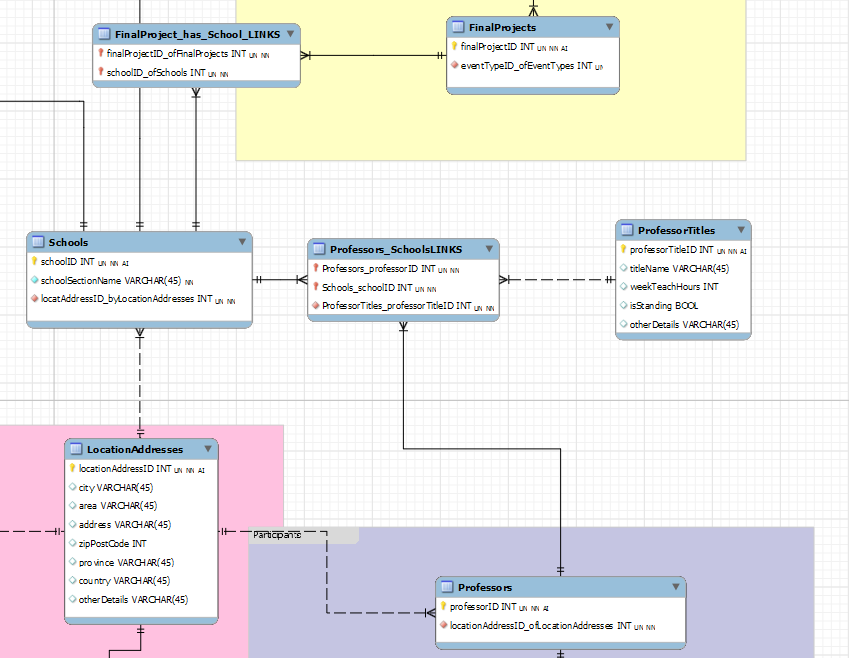 FinalProject_has_School_LINKS
finalProjectID_ofFinalProjects INT UN NN
schoolID_ofSchools INT UN NN
FinalProjects
finalProjectID INT UN NN AI
eventTypeID_ofEventTypes INT UN
Schools
schoolID INT UN NN AI
schoolSectionName VARCHAR(45) NN
locatAddressID_byLocationAddresses INT UN NN
Professors_SchoolsLINKS
Professors_professorID INT UN NN
Schools_schoolID INT UN NN
ProfessorTitles_professorTitleID INT UN NN
ProfessorTitles
professorTitleID INT UN NN AI
titleName VARCHAR(45)
weekTeachHours INT
isStanding BOOL
otherDetails VARCHAR(45)
LocationAddresses
locationAddressID INT UN NN AI
city VARCHAR(45)
area VARCHAR(45)
address VARCHAR(45)
zipPostCode INT
province VARCHAR(45)
country VARCHAR(45)
otherDetails VARCHAR(45)
Participants
Professors
professorID INT UN NN AI
locationAddressID_ofLocationAddresses INT UN NN